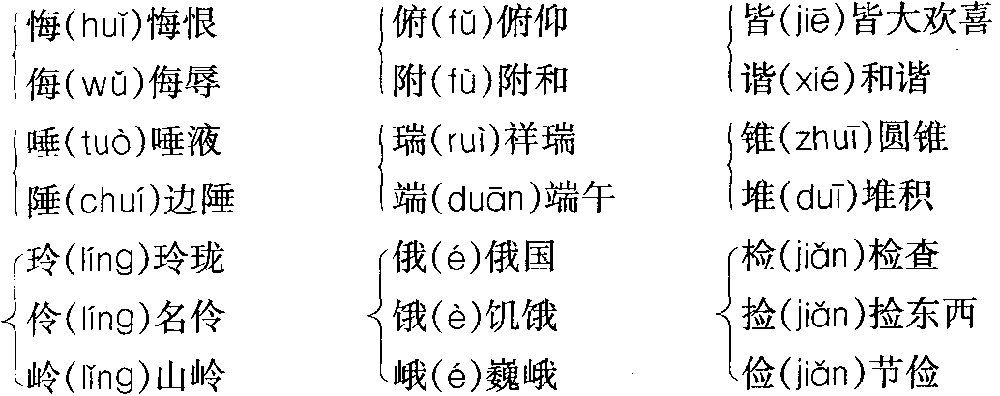 悔(huǐ)悔恨 俯(fǔ)俯仰 皆(jiē)皆大欢喜
侮(wǔ)侮辱 附(fù)附和 谐(xié)和谐
唾(tuò)唾液 瑞(ruì)祥瑞 锥(zhuī)圆锥
陲(chuí)边陲 端(duān)端午 堆(duī)堆积
玲(líng)玲珑 俄(é)俄国 检(jiǎn)检查
伶(líng)名伶 饿(è)饥饿 捡(jiǎn)捡东西
岭(lǐng)山岭 峨(é)巍峨 俭(jiǎn)节俭